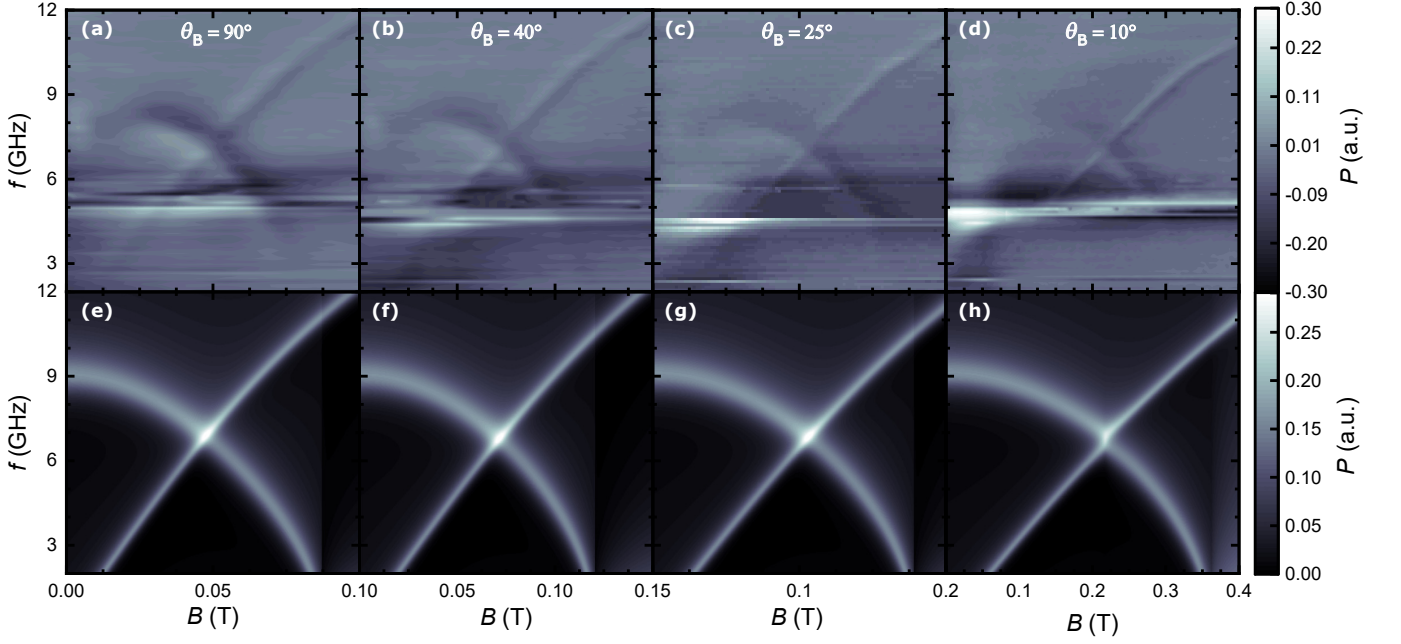 12
(a)
θB = 90°
(b)
θB = 40°
(c)
θB = 25°
(d)
θB = 10°
0.30
0.22
9
0.11
f (GHz)
0.01
P (a.u.)
6
-0.09
3
-0.20
12
-0.30
(e)
(f)
(g)
(h)
0.25
9
0.20
f (GHz)
0.15
P (a.u.)
6
0.10
3
0.05
0.00
0.00
0.05
0.10
0.05
0.15
0.1
0.2
0.1
0.2
0.3
0.4
B (T)
B (T)
B (T)
B (T)